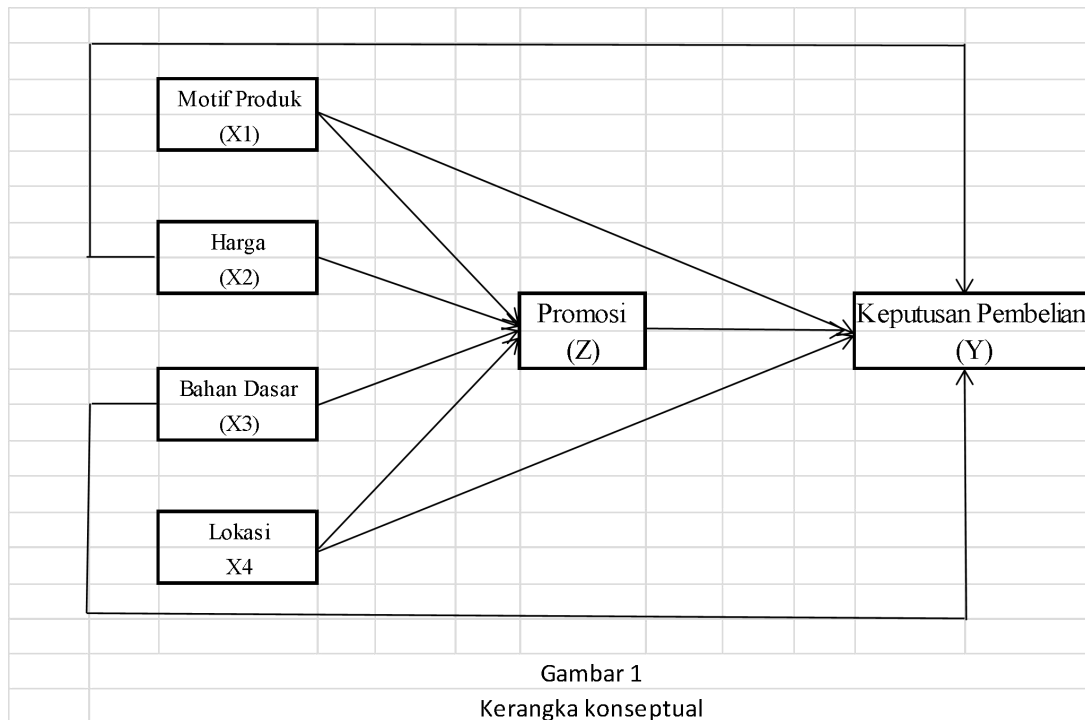 Motif Produk
(X1)
Harga
(X2)
Promosi
(Z)
Keputusan Pembelian
(Y)
Bahan Dasar
(X3)
Lokasi
X4
Gambar 1
Kerangka konseptual